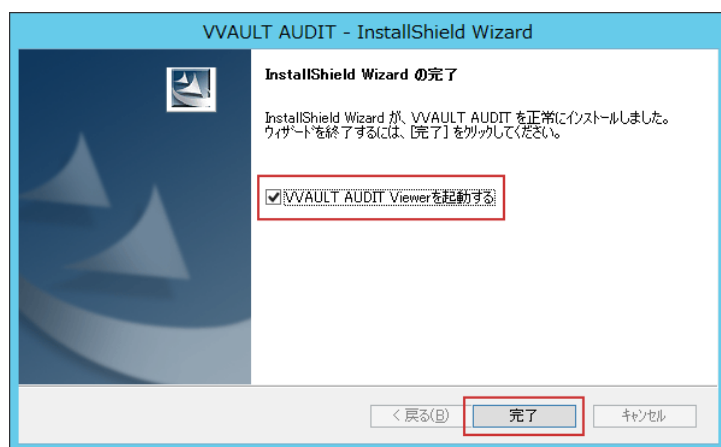 VVAULT AUDIT - InstallShield Wizard
InstallShield Wizard の完了
InstallShield Wizard が、VVAULT AUDIT を正常にインストールしました。
ウィザードを終了するには、[完了] をクリックしてください。
VVAULT AUDIT Viewerを起動する
< 戻る(B)
完了
キャンセル